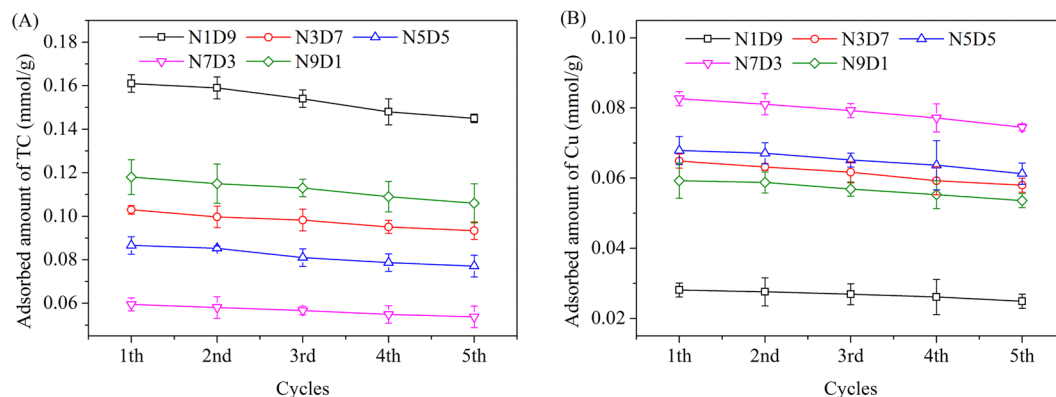 (A)
Adsorbed amount of TC (mmol/g)
0.18
0.16
0.14
0.12
0.10
0.08
0.06
N1D9 N3D7 N5D5
N7D3 N9D1
1th 2nd 3rd 4th 5th
Cycles
(B)
Adsorbed amount of Cu (mmol/g)
0.10
0.08
0.06
0.04
0.02
N1D9 N3D7 N5D5
N7D3 N9D1
1th 2nd 3rd 4th 5th
Cycles